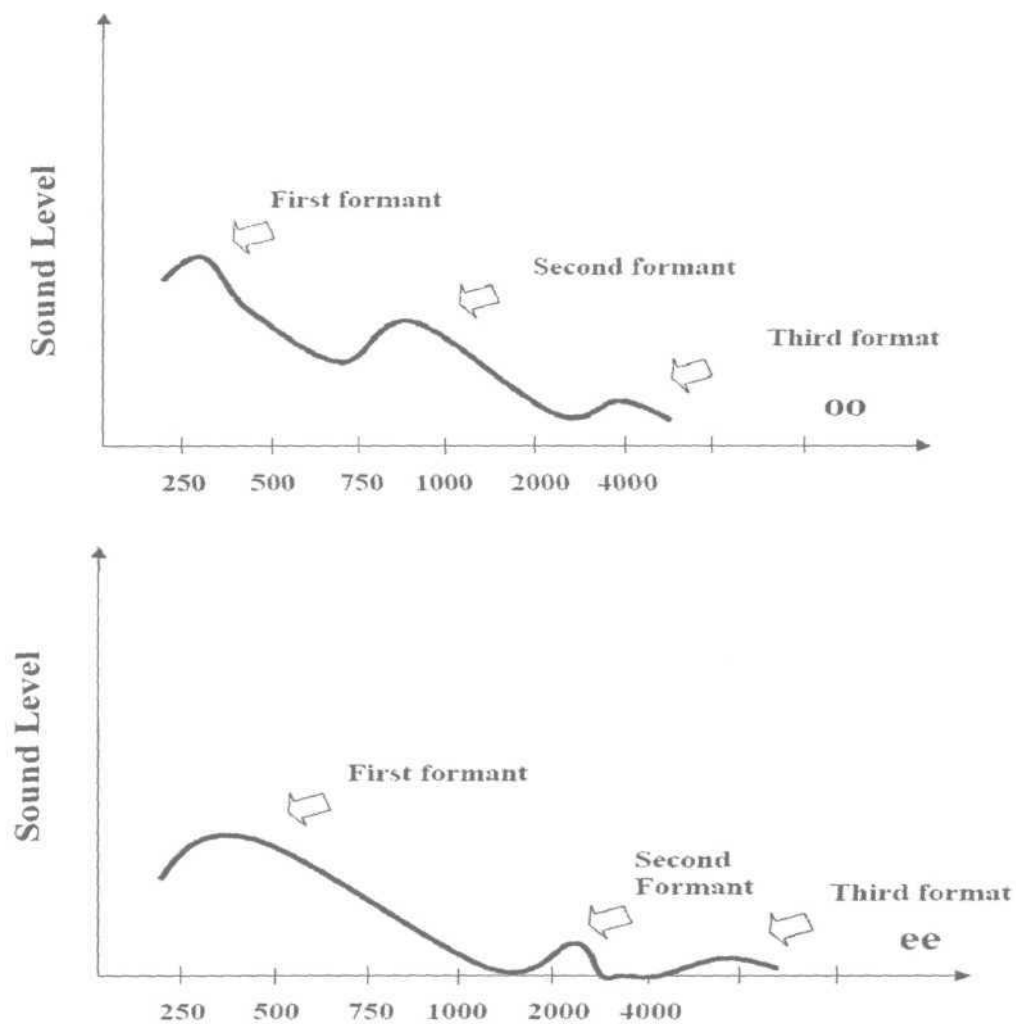 Sound Level
First formant
Second formant
Third format
oo
250 500 750 1000 2000 4000
Sound Level
First formant
Second
Formant
Third format
ee
250 500 750 1000 2000 4000